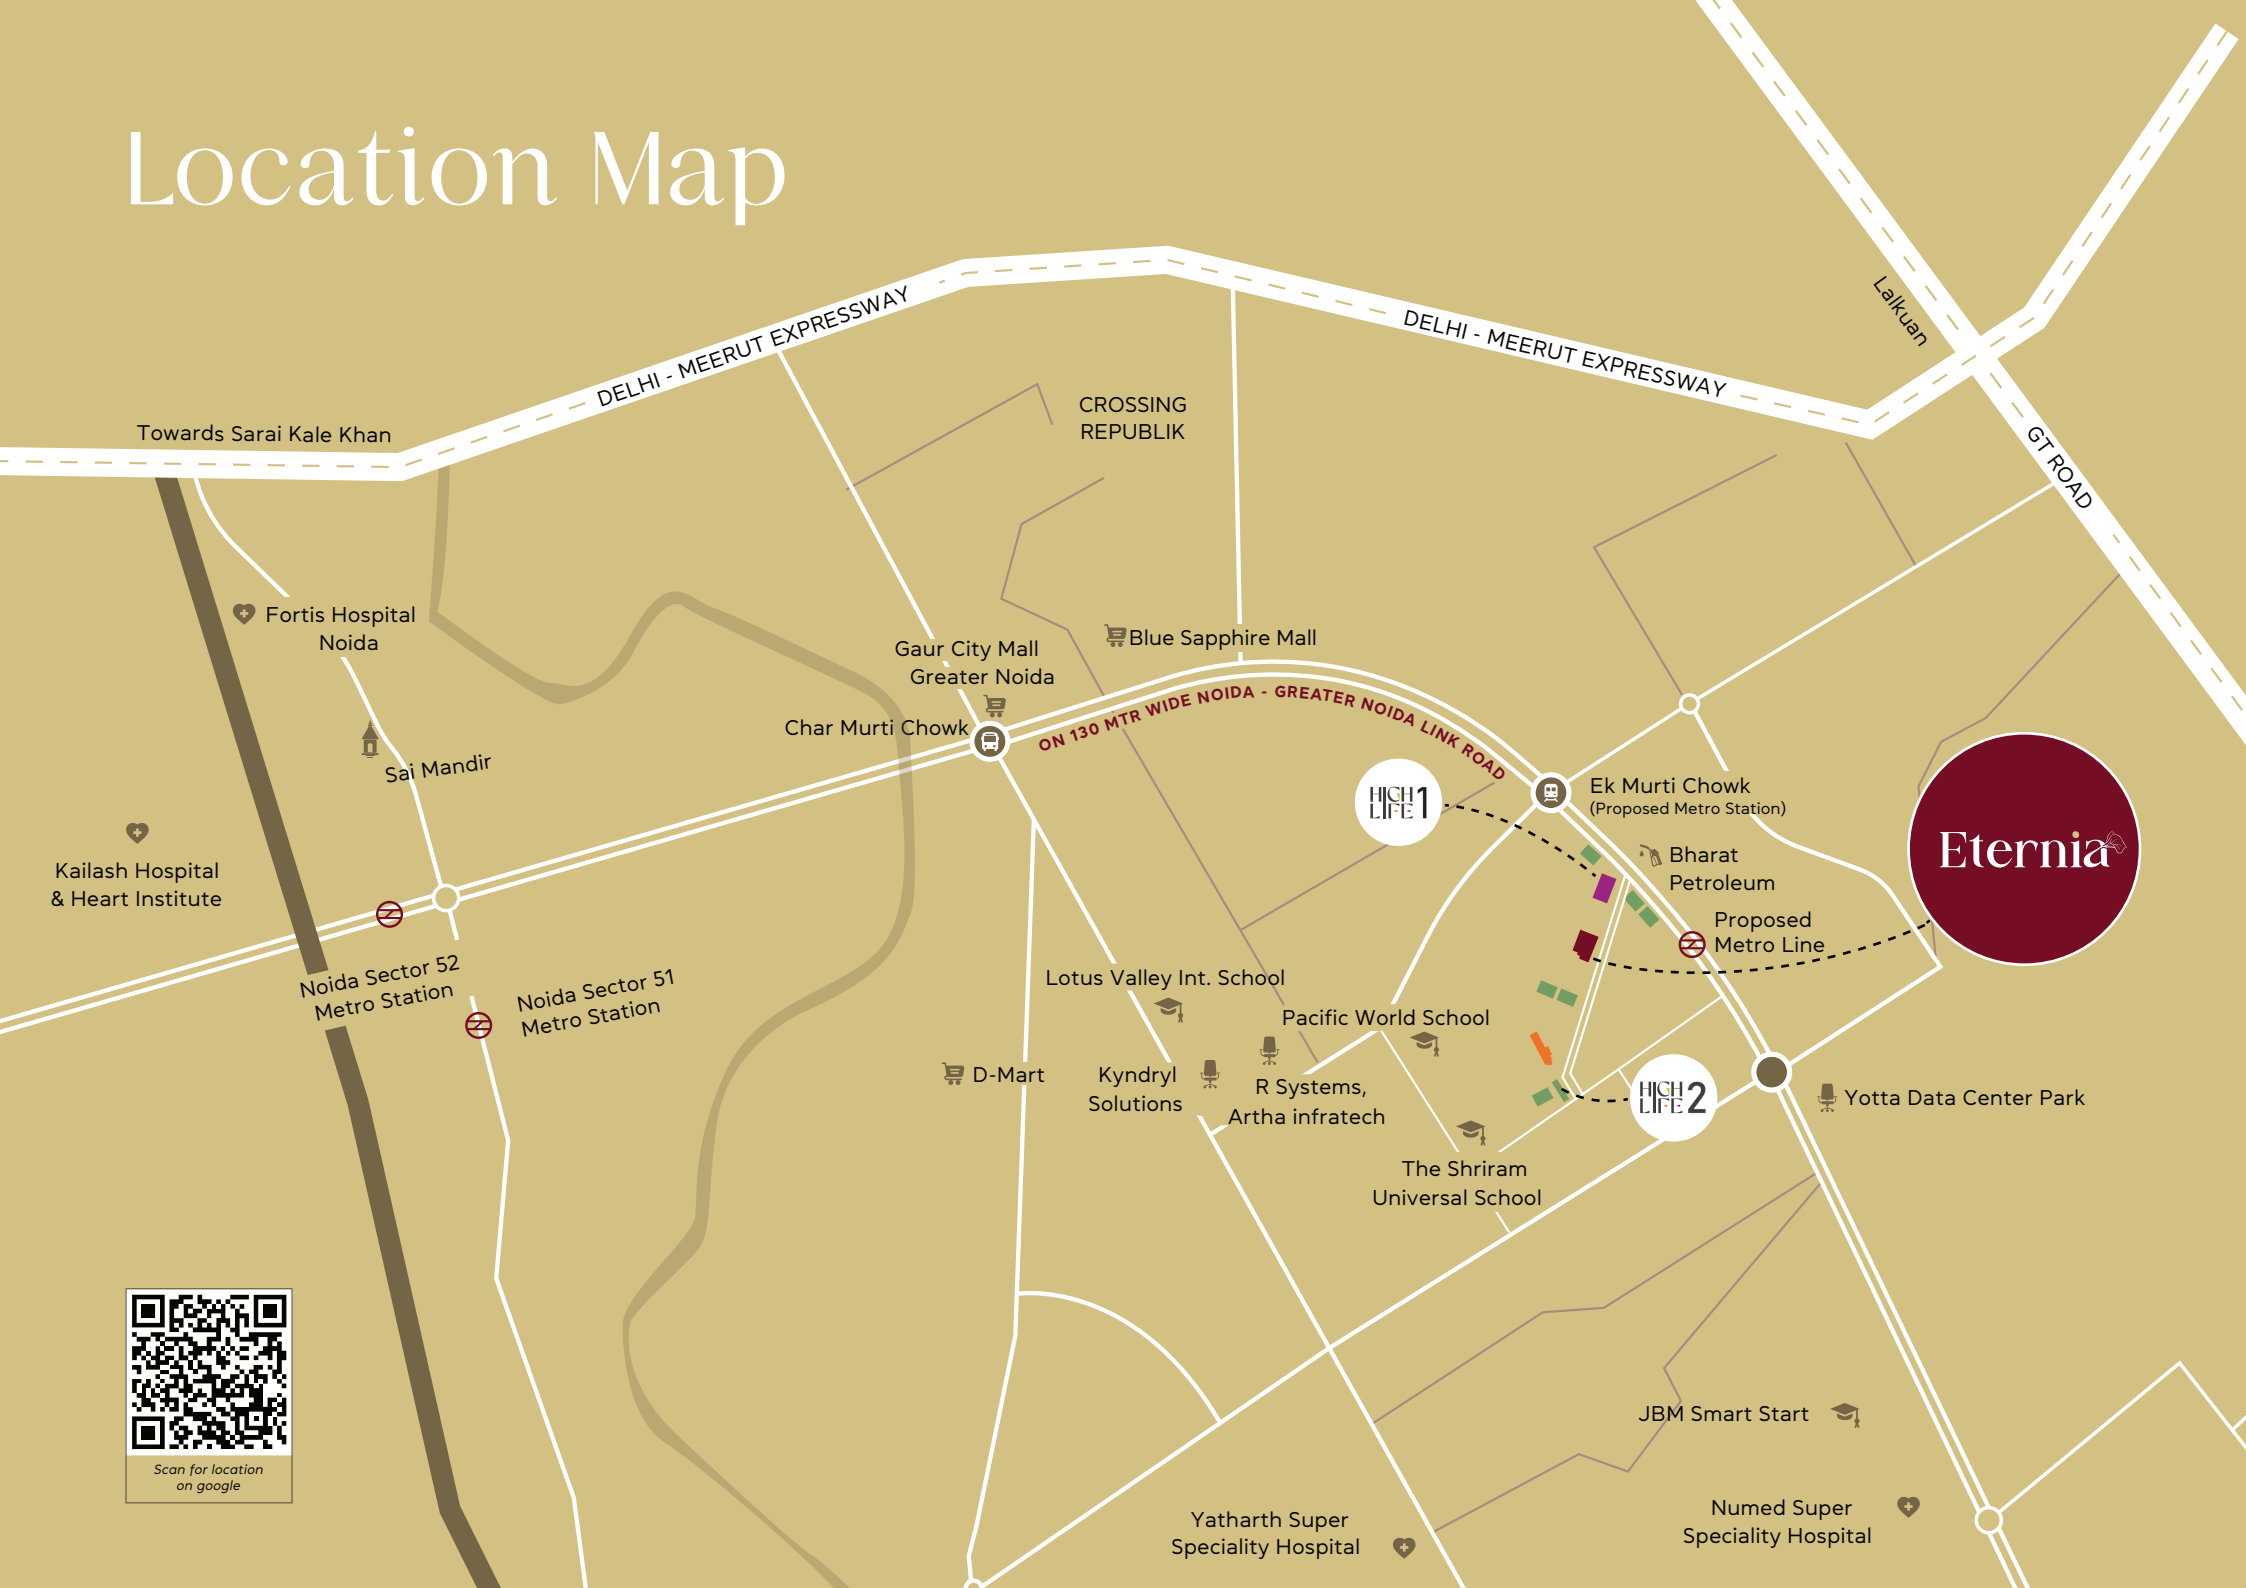 Location Map
DELHI - MEERUT EXPRESSWAY
DELHI - MEERUT EXPRESSWAY
Lalkuan
GT ROAD
Towards Sarai Kale Khan
CROSSING
REPUBLIK
Fortis Hospital
Noida
Gaur City Mall
Greater Noida
Blue Sapphire Mall
Char Murti Chowk
ON 130 MTR WIDE NOIDA - GREATER NOIDA LINK ROAD
Sai Mandir
HIGH
LIFE 1
Ek Murti Chowk
(Proposed Metro Station)
Eternia
Bharat
Petroleum
Kailash Hospital
& Heart Institute
Proposed
Metro Line
Noida Sector 52
Metro Station
Noida Sector 51
Metro Station
Lotus Valley Int. School
Pacific World School
D-Mart
Kyndryl
Solutions
R Systems,
Artha infratech
HIGH
LIFE 2
Yotta Data Center Park
The Shriram
Universal School
JBM Smart Start
Scan for location
on google
Yatharth Super
Speciality Hospital
Numed Super
Speciality Hospital